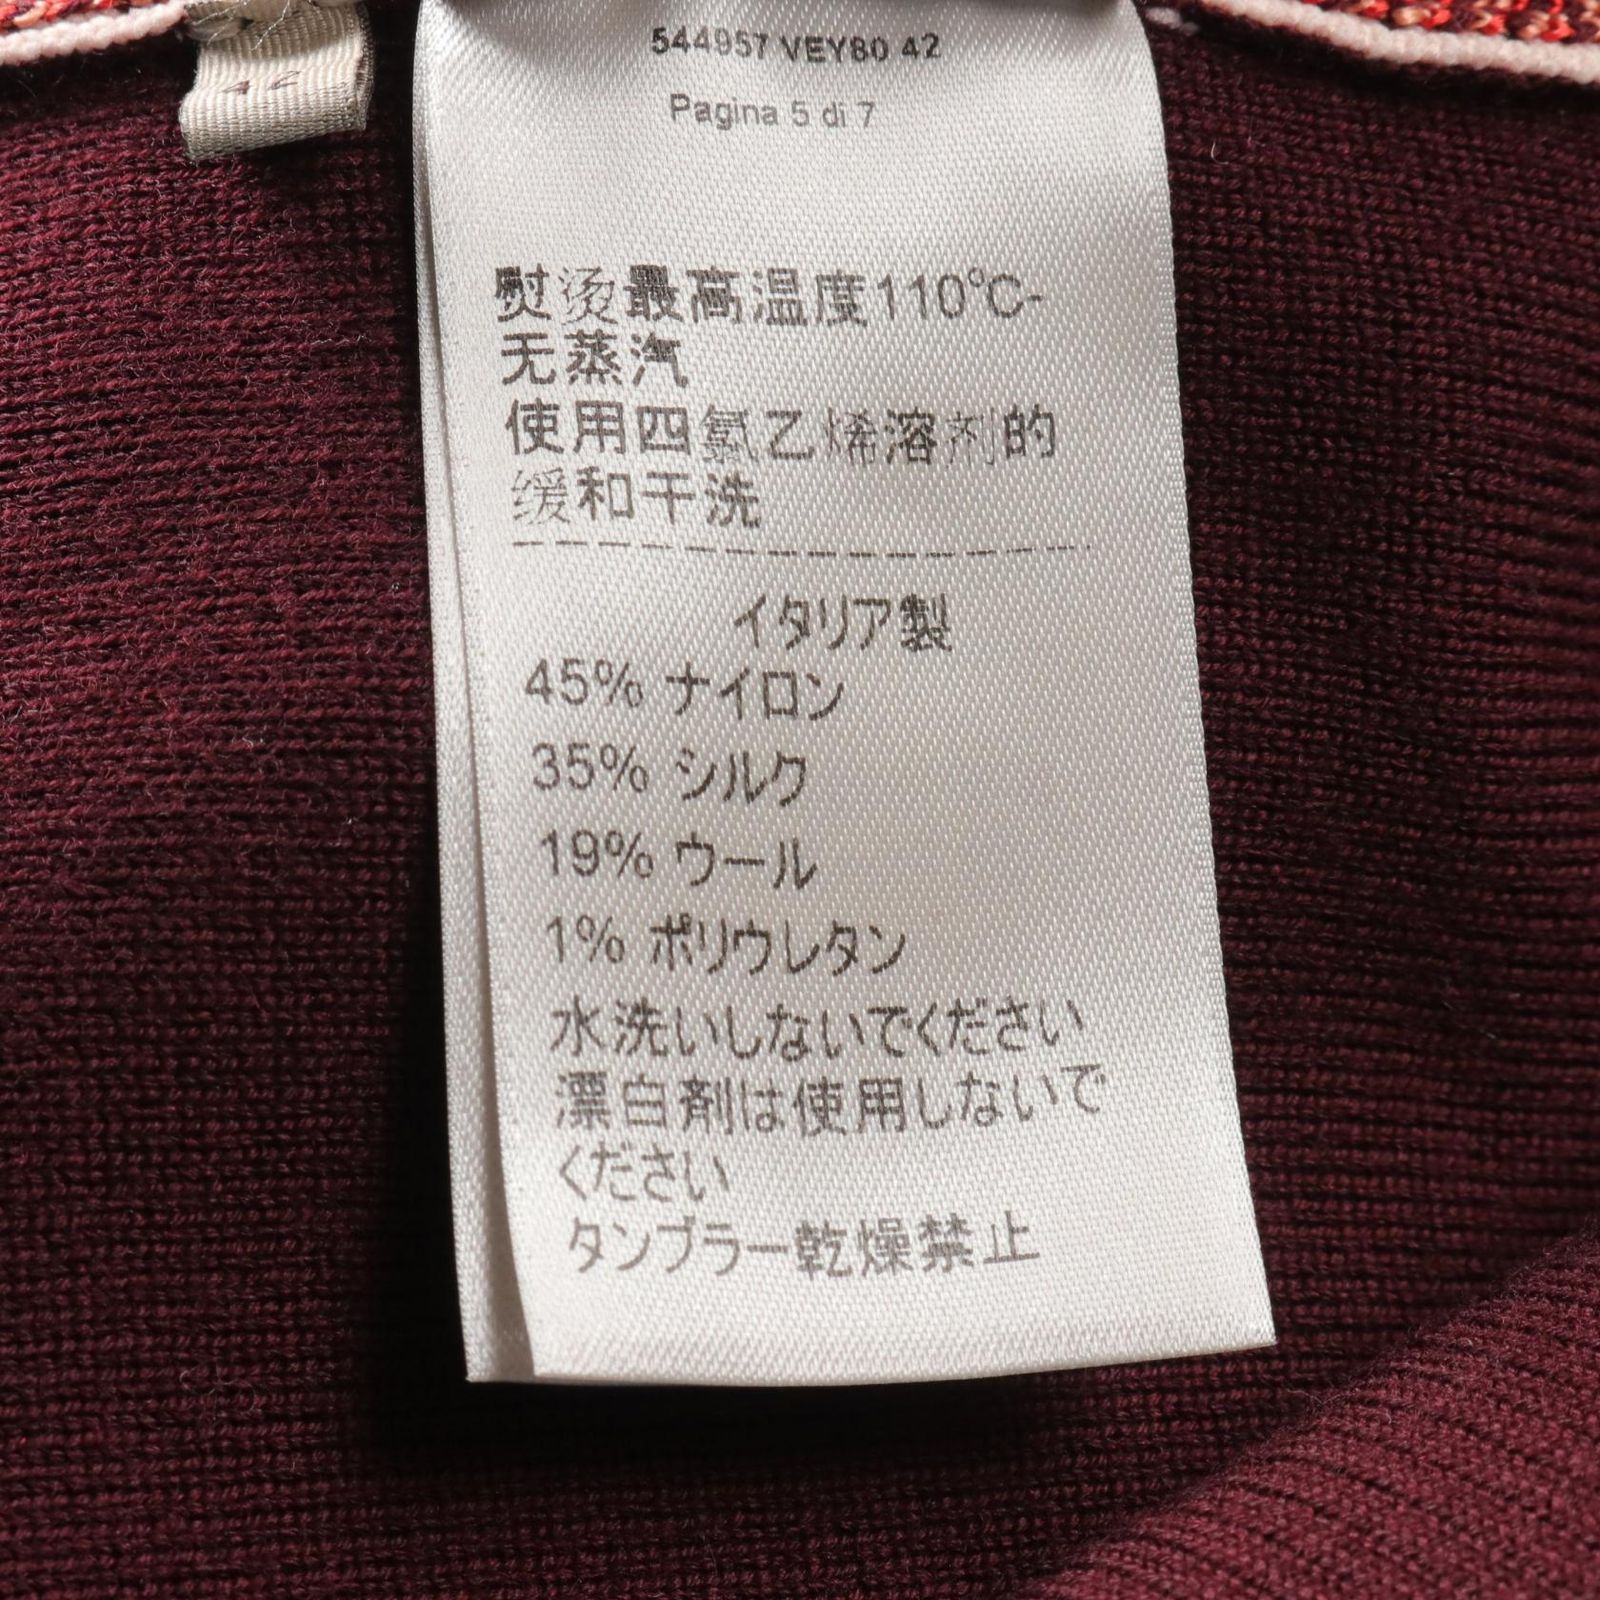 42
544957 VEY80 42
Pagina 5 di 7
熨烫最高温度110°C-
无蒸汽
使用四氯乙烯溶剂的
缓和干洗
イタリア製
45% ナイロン
35% シルク
19% ウール
1% ポリウレタン
水洗いしないでください
漂白剤は使用しないで
ください
タンブラー乾燥禁止